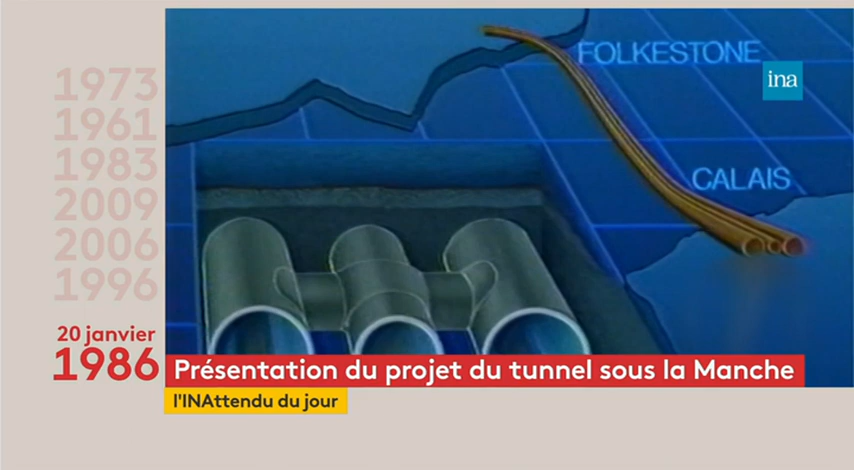 FOLKESTONE
ina
CALAIS
1973
1961
1983
2009
2006
1996
20 janvier
1986
Présentation du projet du tunnel sous la Manche
l'INAttendu du jour